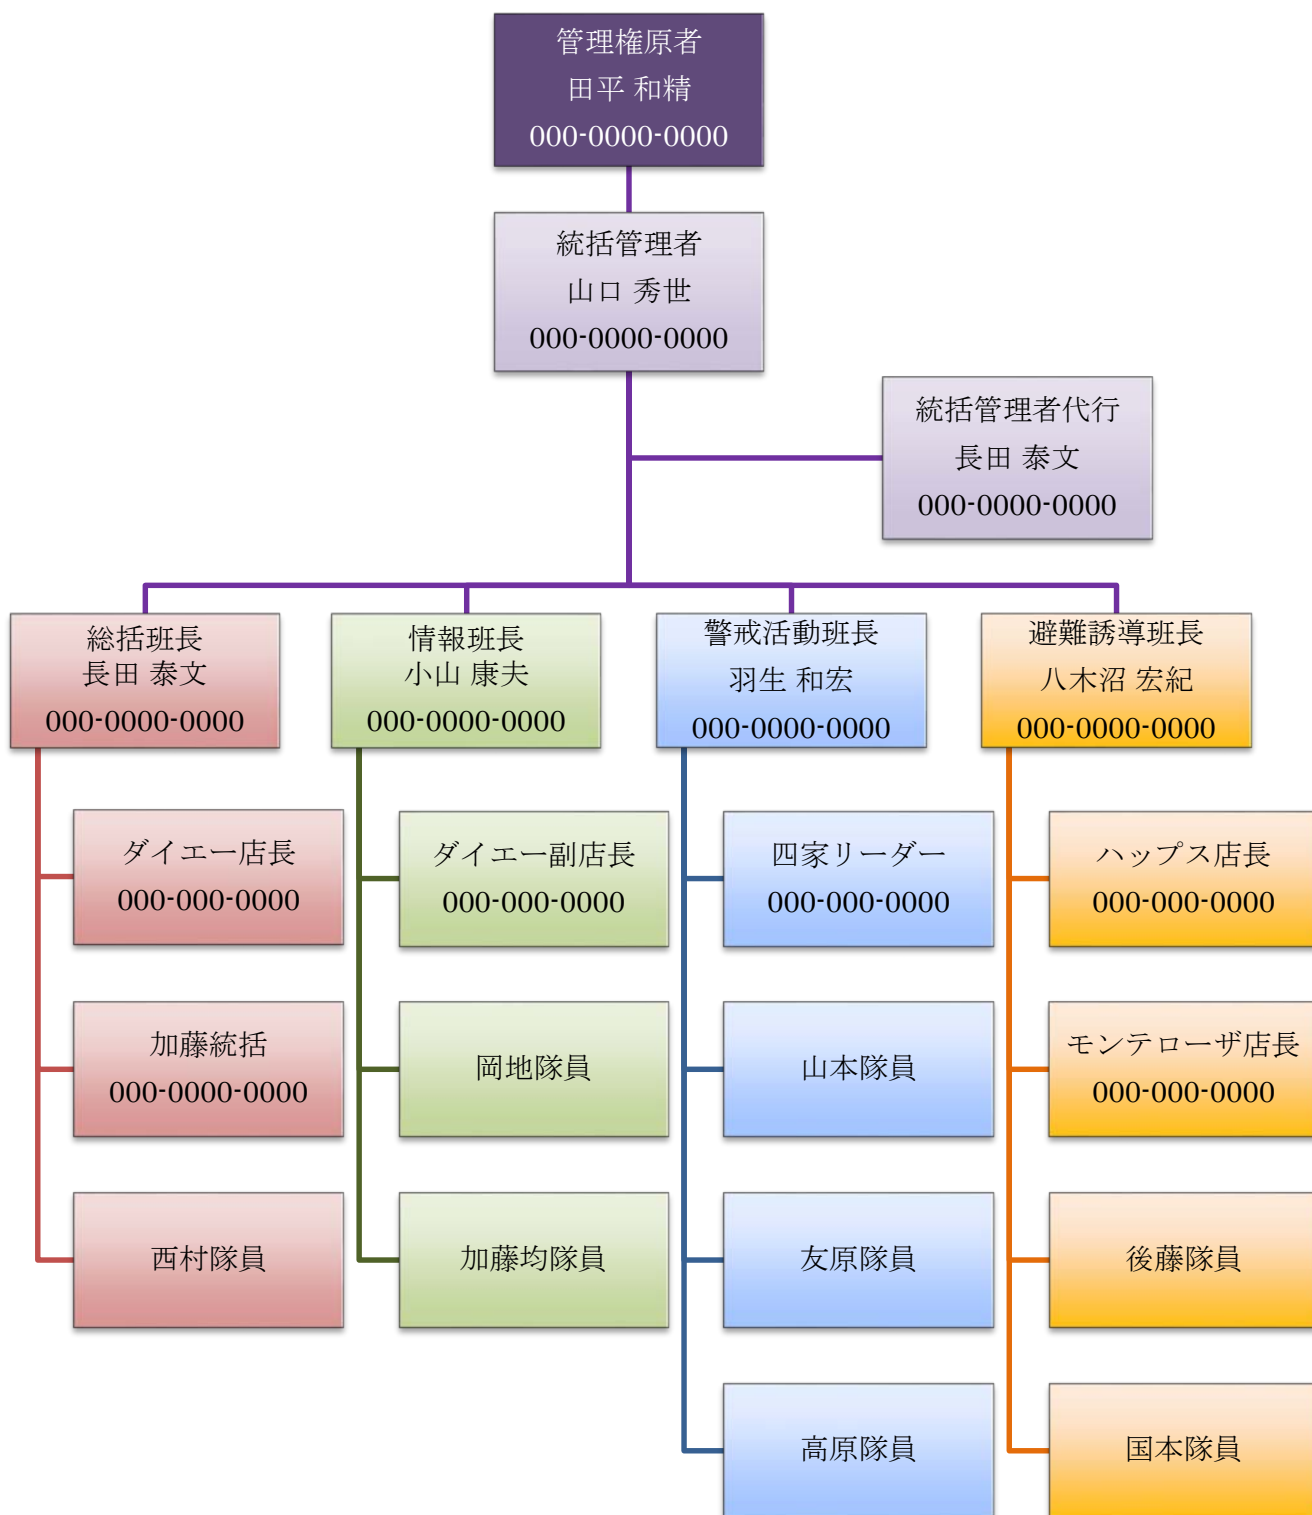 管理権原者
田平 和精
000-0000-0000
統括管理者
山口 秀世
000-0000-0000
統括管理者代行
長田 泰文
000-0000-0000
総括班長
長田 泰文
000-0000-0000
ダイエー店長
000-000-0000
加藤統括
000-0000-0000
西村隊員
情報班長
小山 康夫
000-0000-0000
ダイエー副店長
000-000-0000
岡地隊員
加藤均隊員
警戒活動班長
羽生 和宏
000-0000-0000
四家リーダー
000-000-0000
山本隊員
友原隊員
高原隊員
避難誘導班長
八木沼 宏紀
000-0000-0000
ハップス店長
000-000-0000
モンテローザ店長
000-000-0000
後藤隊員
国本隊員